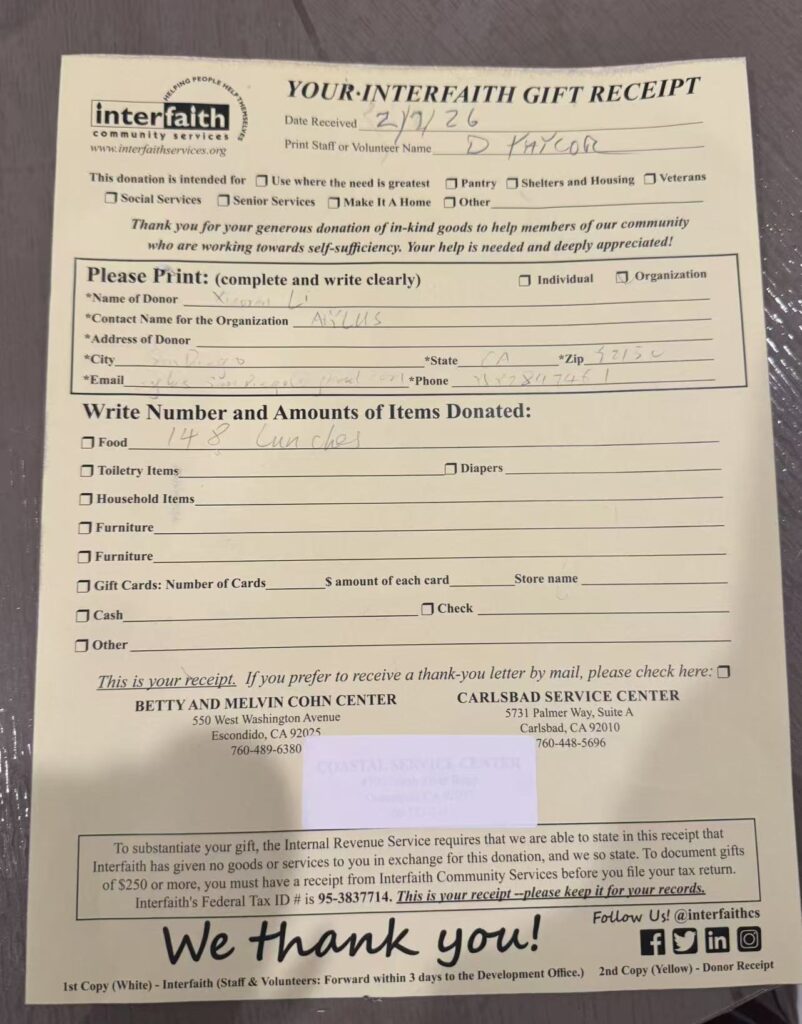 HELPING PEOPLE HELP THEMSELVES
interfaith
community services
www.interfaithservices.org
YOUR·INTERFAITH GIFT RECEIPT
Date Received 2/7/26
Print Staff or Volunteer Name D TAYLOR
This donation is intended for Use where the need is greatest Pantry Shelters and Housing Veterans
Social Services Senior Services Make It A Home Other
Thank you for your generous donation of in-kind goods to help members of our community
who are working towards self-sufficiency. Your help is needed and deeply appreciated!
Please Print: (complete and write clearly) Individual Organization
*Name of Donor Li
*Contact Name for the Organization AYLUS
*Address of Donor
*City San Diego *State CA *Zip 92130
*Email *Phone
Write Number and Amounts of Items Donated:
Food 148 Lunches
Toiletry Items Diapers
Household Items
Furniture
Furniture
Gift Cards: Number of Cards $ amount of each card Store name
Cash Check
Other
This is your receipt. If you prefer to receive a thank-you letter by mail, please check here:
BETTY AND MELVIN COHN CENTER
550 West Washington Avenue
Escondido, CA 92025
760-489-6380
CARLSBAD SERVICE CENTER
5731 Palmer Way, Suite A
Carlsbad, CA 92010
760-448-5696
COASTAL SERVICE CENTER
To substantiate your gift, the Internal Revenue Service requires that we are able to state in this receipt that
Interfaith has given no goods or services to you in exchange for this donation, and we so state. To document gifts
of $250 or more, you must have a receipt from Interfaith Community Services before you file your tax return.
Interfaith's Federal Tax ID # is 95-3837714. This is your receipt --please keep it for your records.
We thank you!
Follow Us! @interfaithcs
1st Copy (White) - Interfaith (Staff & Volunteers: Forward within 3 days to the Development Office.) 2nd Copy (Yellow) - Donor Receipt